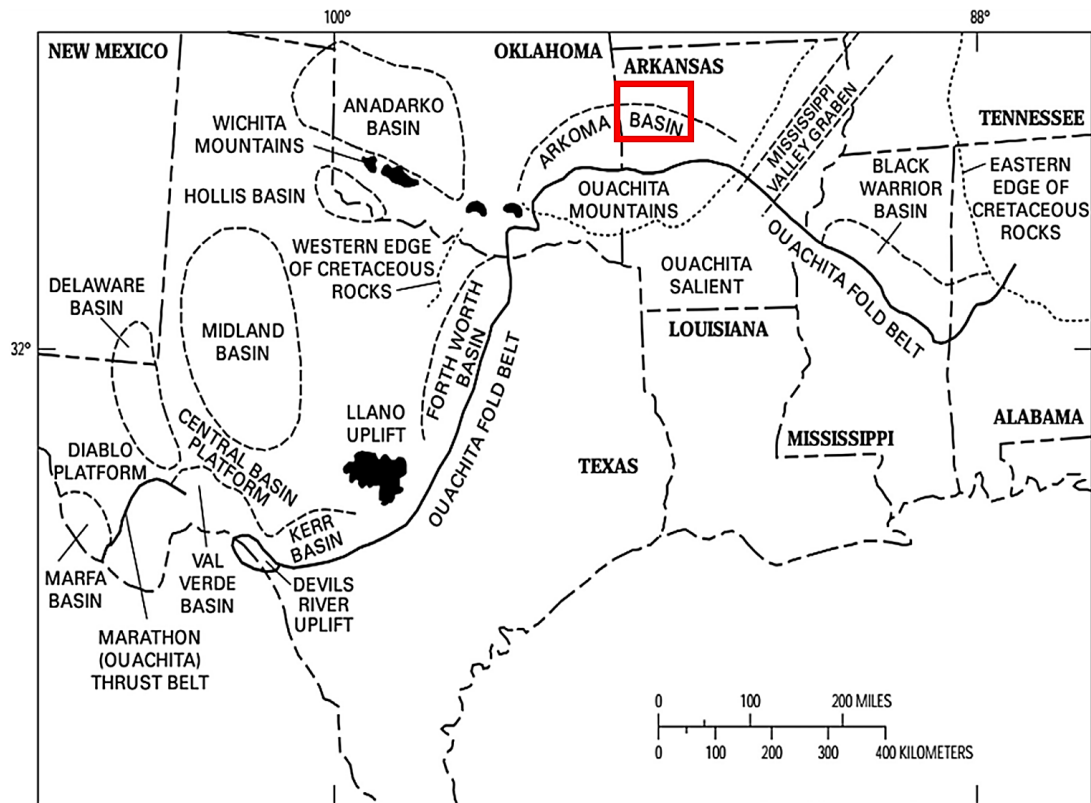 100°
88°
NEW MEXICO
OKLAHOMA
ARKANSAS
ANADARKO
BASIN
WICHITA
MOUNTAINS
HOLLIS BASIN
ARKOMA BASIN
MISSISSIPPI
VALLEY GRABEN
TENNESSEE
BLACK
WARRIOR
BASIN
EASTERN
EDGE OF
CRETACEOUS
ROCKS
OUACHITA
MOUNTAINS
WESTERN EDGE
OF CRETACEOUS
ROCKS
OUACHITA
SALIENT
OUACHITA FOLD BELT
DELAWARE
BASIN
MIDLAND
BASIN
FORTH WORTH
BASIN
LOUISIANA
32°
OUACHITA FOLD BELT
LLANO
UPLIFT
CENTRAL BASIN
PLATFORM
DIABLO
PLATFORM
TEXAS
MISSISSIPPI
ALABAMA
KERR
BASIN
MARFA
BASIN
VAL
VERDE
BASIN
DEVILS
RIVER
UPLIFT
MARATHON
(OUACHITA)
THRUST BELT
0 100 200 MILES
0 100 200 300 400 KILOMETERS